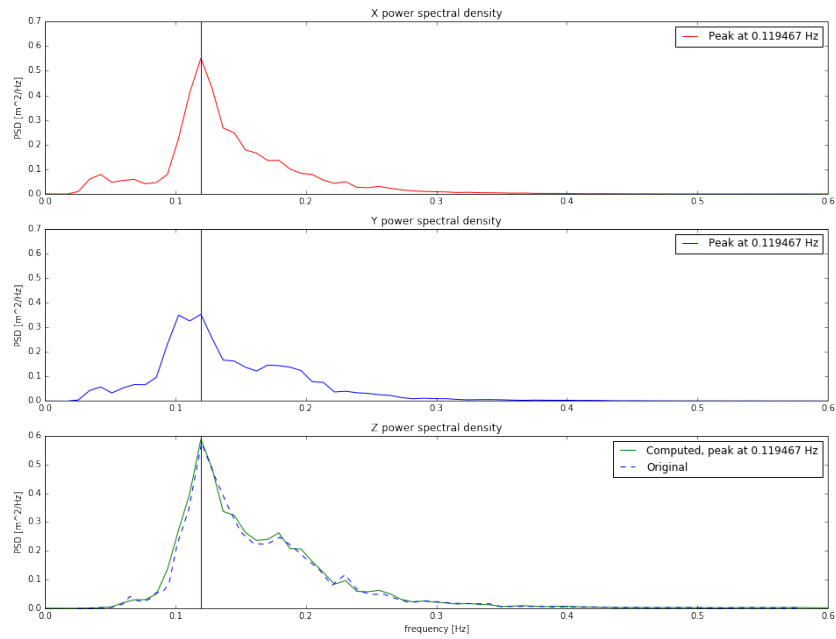 X power spectral density
0.7
0.6
0.5
0.4
0.3
0.2
0.1
0.0
PSD [m^2/Hz]
Peak at 0.119467 Hz
0.0 0.1 0.2 0.3 0.4 0.5 0.6
Y power spectral density
0.7
0.6
0.5
0.4
0.3
0.2
0.1
0.0
PSD [m^2/Hz]
Peak at 0.119467 Hz
0.0 0.1 0.2 0.3 0.4 0.5 0.6
Z power spectral density
0.6
0.5
0.4
0.3
0.2
0.1
0.0
PSD [m^2/Hz]
Computed, peak at 0.119467 Hz
Original
0.0 0.1 0.2 0.3 0.4 0.5 0.6
frequency [Hz]